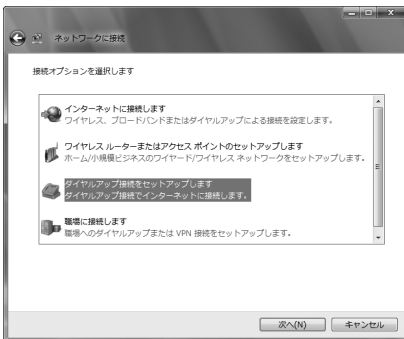 ネットワークに接続
接続オプションを選択します
インターネットに接続します
ワイヤレス、ブロードバンドまたはダイヤルアップによる接続を設定します。
ワイヤレス ルーターまたはアクセス ポイントのセットアップします
ホーム/小規模ビジネスのワイヤード/ワイヤレス ネットワークをセットアップします。
ダイヤルアップ接続をセットアップします
ダイヤルアップ接続でインターネットに接続します。
職場に接続します
職場へのダイヤルアップまたは VPN 接続をセットアップします。
次へ(N)
キャンセル